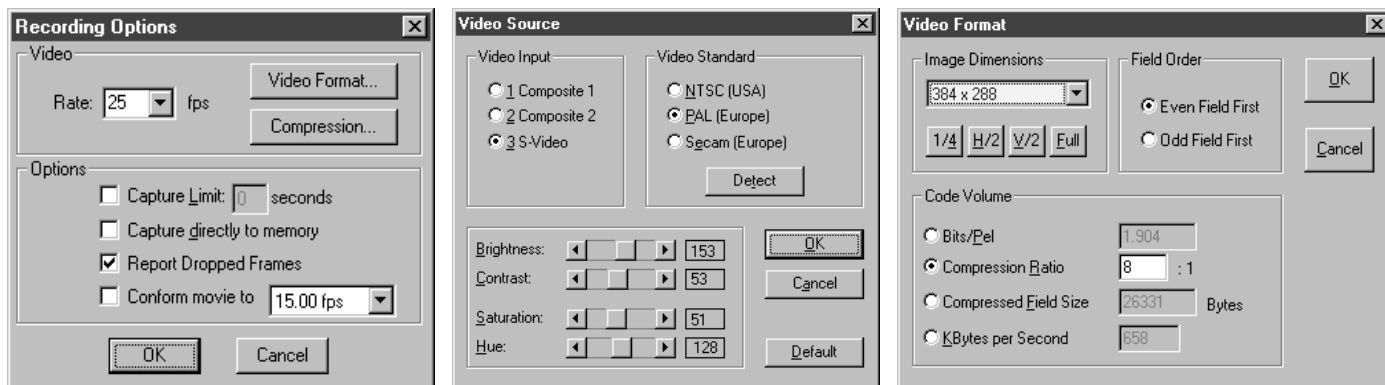 Recording Options
Video
Rate: 25 fps
Video Format...
Compression...
Options
Capture Limit: 0 seconds
Capture directly to memory
Report Dropped Frames
Conform movie to 15.00 fps
OK Cancel
Video Source
Video Input
1 Composite 1
2 Composite 2
3 S-Video
Video Standard
NTSC (USA)
PAL (Europe)
Secam (Europe)
Detect
Brightness: 153
Contrast: 53
Saturation: 51
Hue: 128
OK
Cancel
Default
Video Format
Image Dimensions
384 x 288
1/4 H/2 V/2 Full
Field Order
Even Field First
Odd Field First
OK
Cancel
Code Volume
Bits/Pel 1.904
Compression Ratio 8 : 1
Compressed Field Size 26331 Bytes
KBytes per Second 658